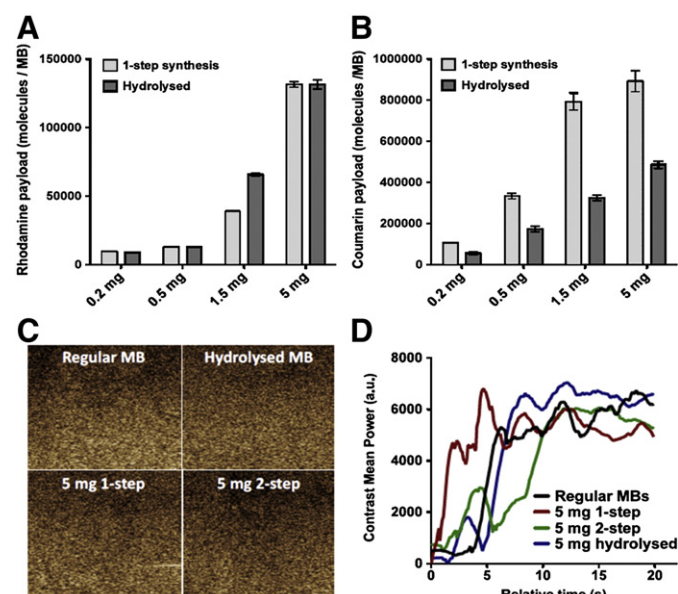 A
Rhodamine payload (molecules / MB)
150000
100000
50000
0
1-step synthesis
Hydrolysed
0.2 mg
0.5 mg
1.5 mg
5 mg
B
Coumarin payload (molecules /MB)
1000000
800000
600000
400000
200000
0
1-step synthesis
Hydrolysed
0.2 mg
0.5 mg
1.5 mg
5 mg
C
Regular MB
Hydrolysed MB
5 mg 1-step
5 mg 2-step
D
Contrast Mean Power (a.u.)
8000
6000
4000
2000
0
Regular MBs
5 mg 1-step
5 mg 2-step
5 mg hydrolysed
0 5 10 15 20
Relative time (s)